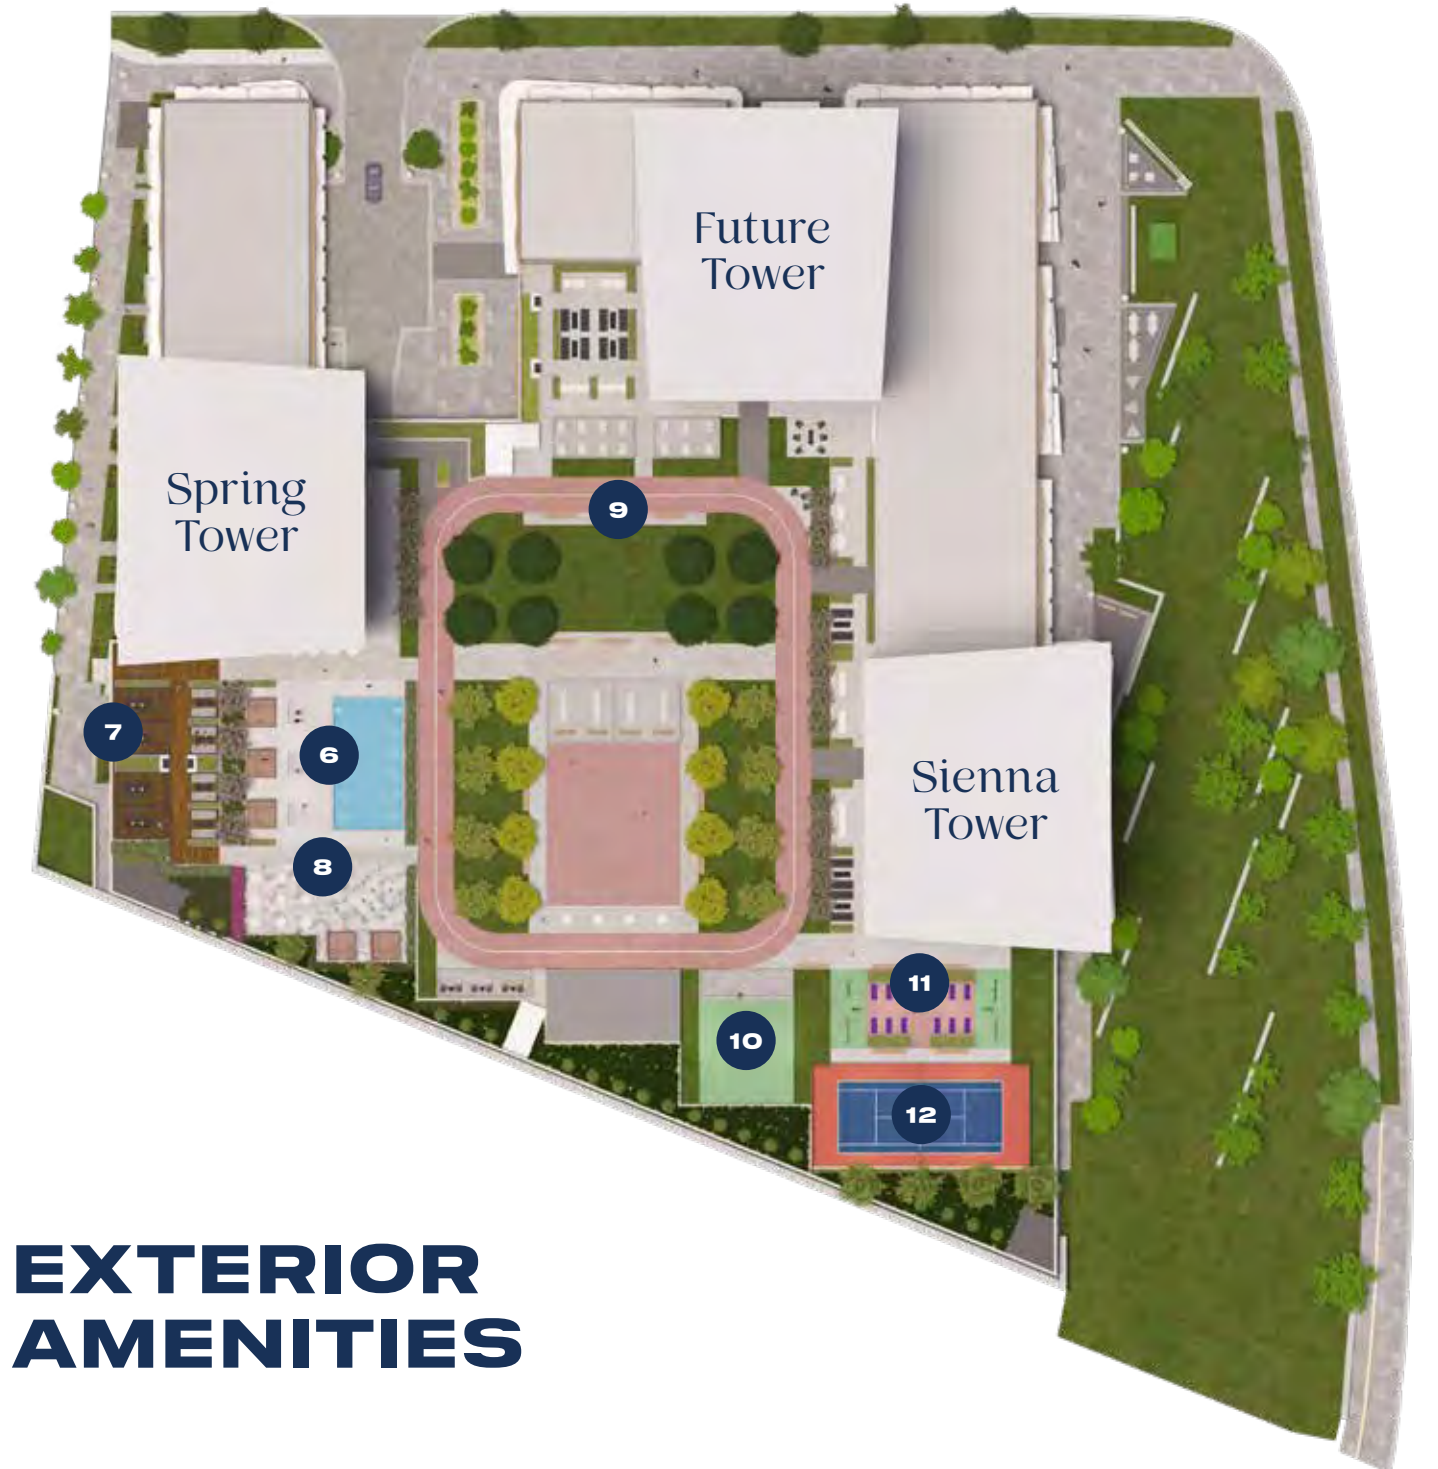 Future
Tower
Spring
Tower
9
7
6
Sienna
Tower
8
11
10
12
EXTERIOR
AMENITIES